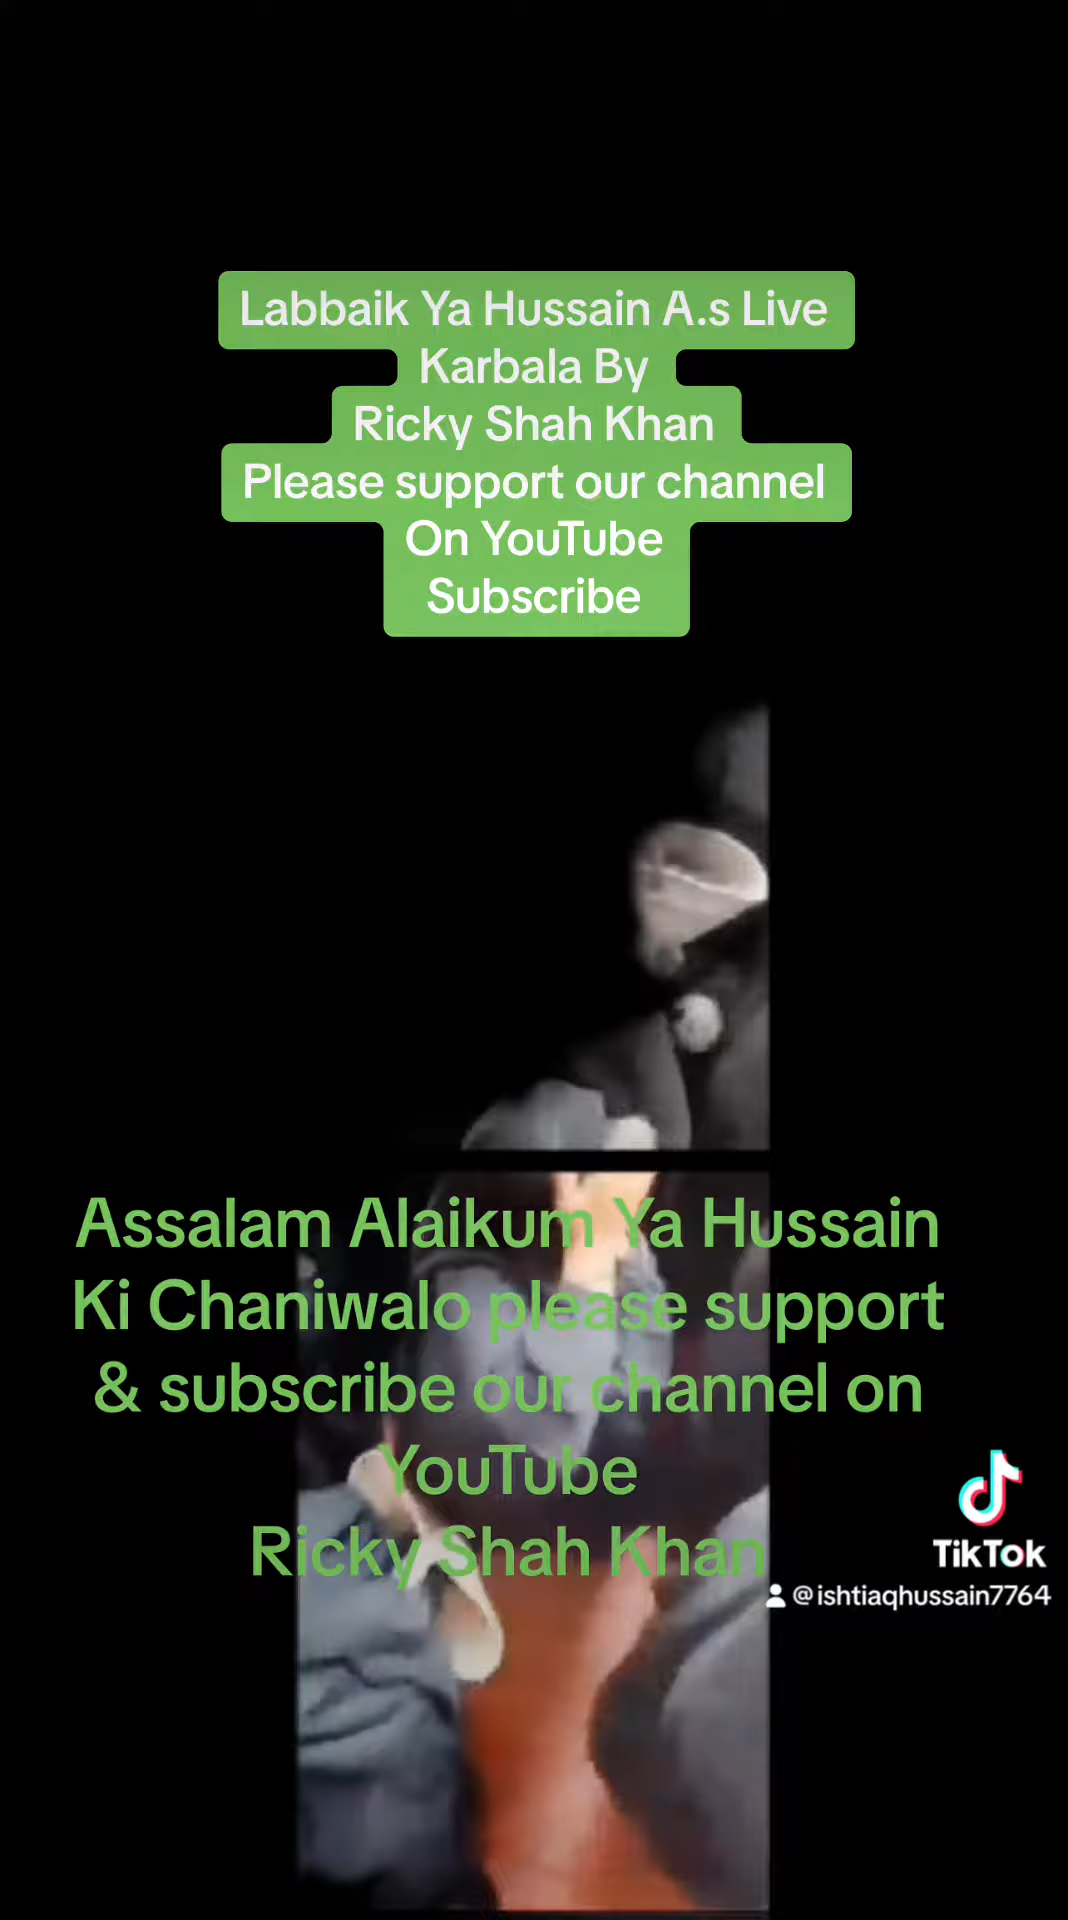 Labbaik Ya Hussain A.s Live
Karbala By
Ricky Shah Khan
Please support our channel
On YouTube
Subscribe
Assalam Alaikum Ya Hussain
Ki Chaniwalo please support
& subscribe our channel on
YouTube
Ricky Shah Khan
TikTok
@ishtiaqhussain7764